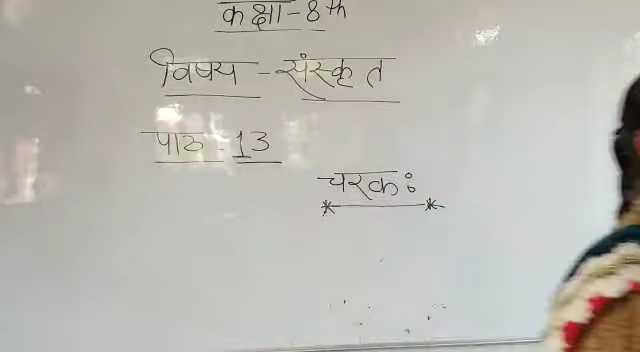 कक्षा - 8th
विषय - संस्कृत
पाठ - 13
चरकः